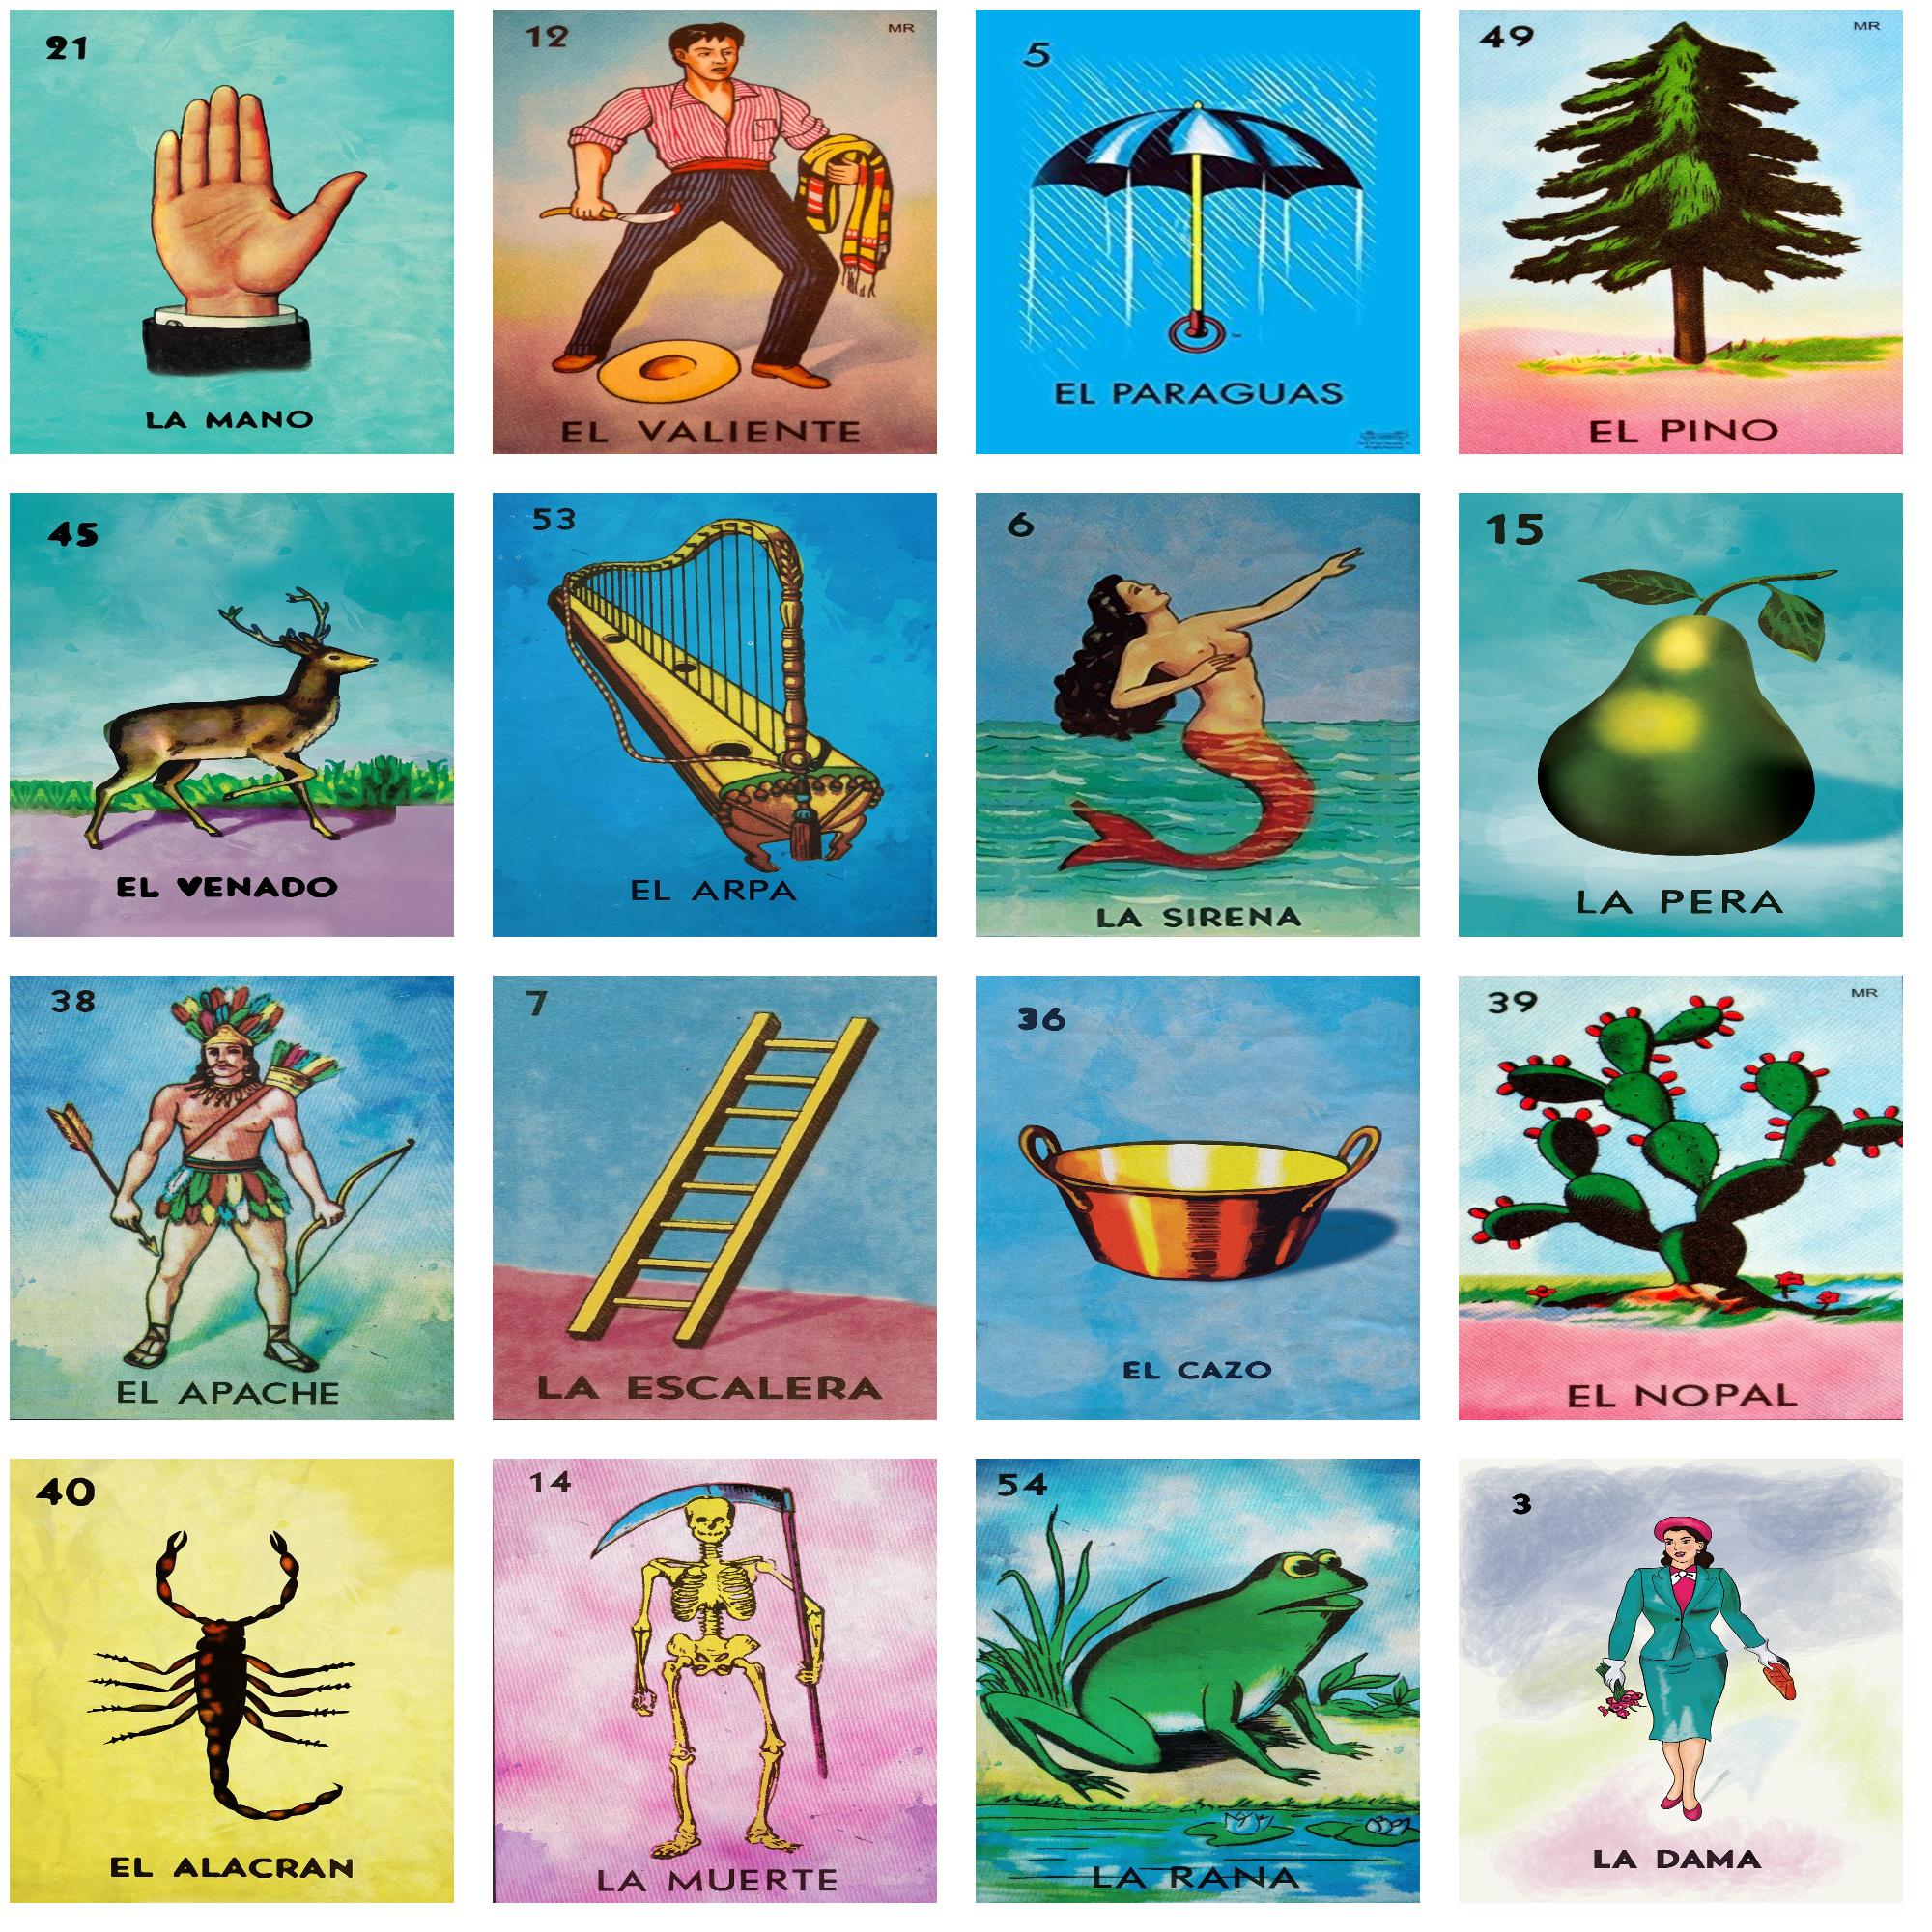 21
LA MANO
12
MR
EL VALIENTE
5
EL PARAGUAS
49
MR
EL PINO
45
EL VENADO
53
EL ARPA
6
LA SIRENA
15
LA PERA
38
EL APACHE
7
LA ESCALERA
36
EL CAZO
39
MR
EL NOPAL
40
EL ALACRAN
14
LA MUERTE
54
LA RANA
3
LA DAMA